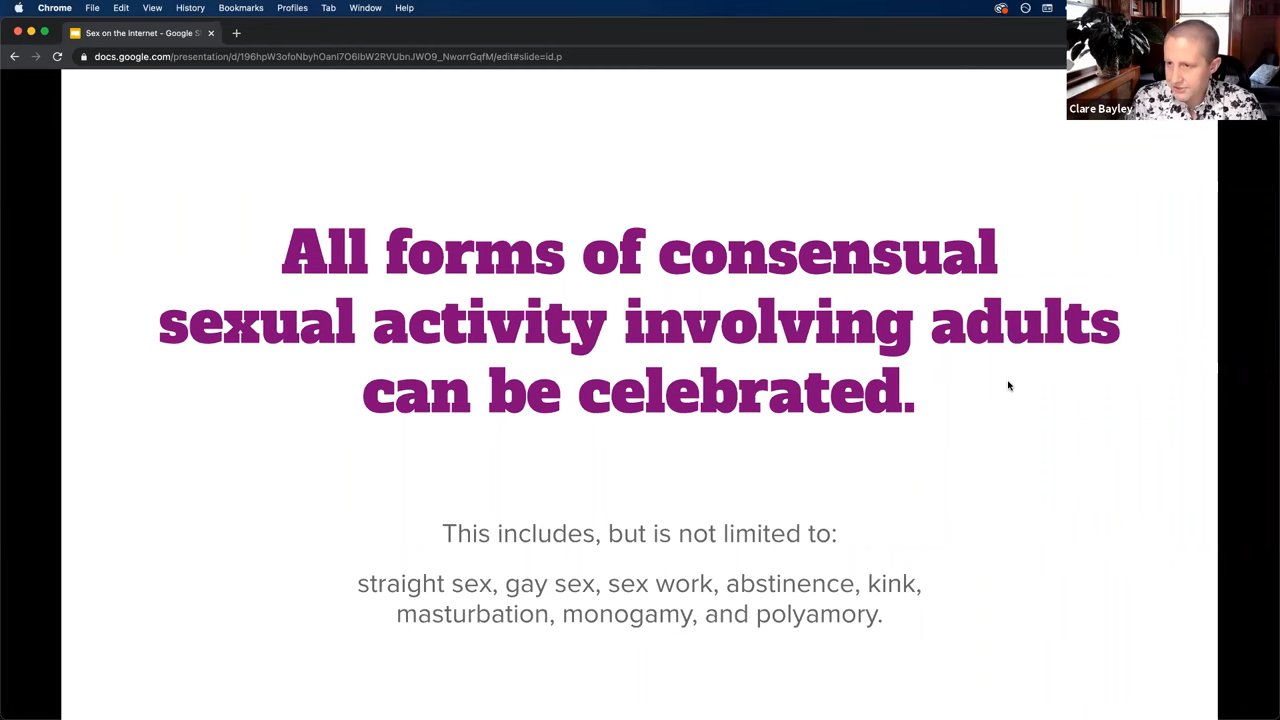 Chrome File Edit View History Bookmarks Profiles Tab Window Help
Sex on the Internet - Google S
docs.google.com/presentation/d/196hpW3ofoNbyhOanI7O6IbW2RVUbnJWO9_NworrGqfM/edit#slide=id.p
Clare Bayley
All forms of consensual
sexual activity involving adults
can be celebrated.
This includes, but is not limited to:
straight sex, gay sex, sex work, abstinence, kink,
masturbation, monogamy, and polyamory.